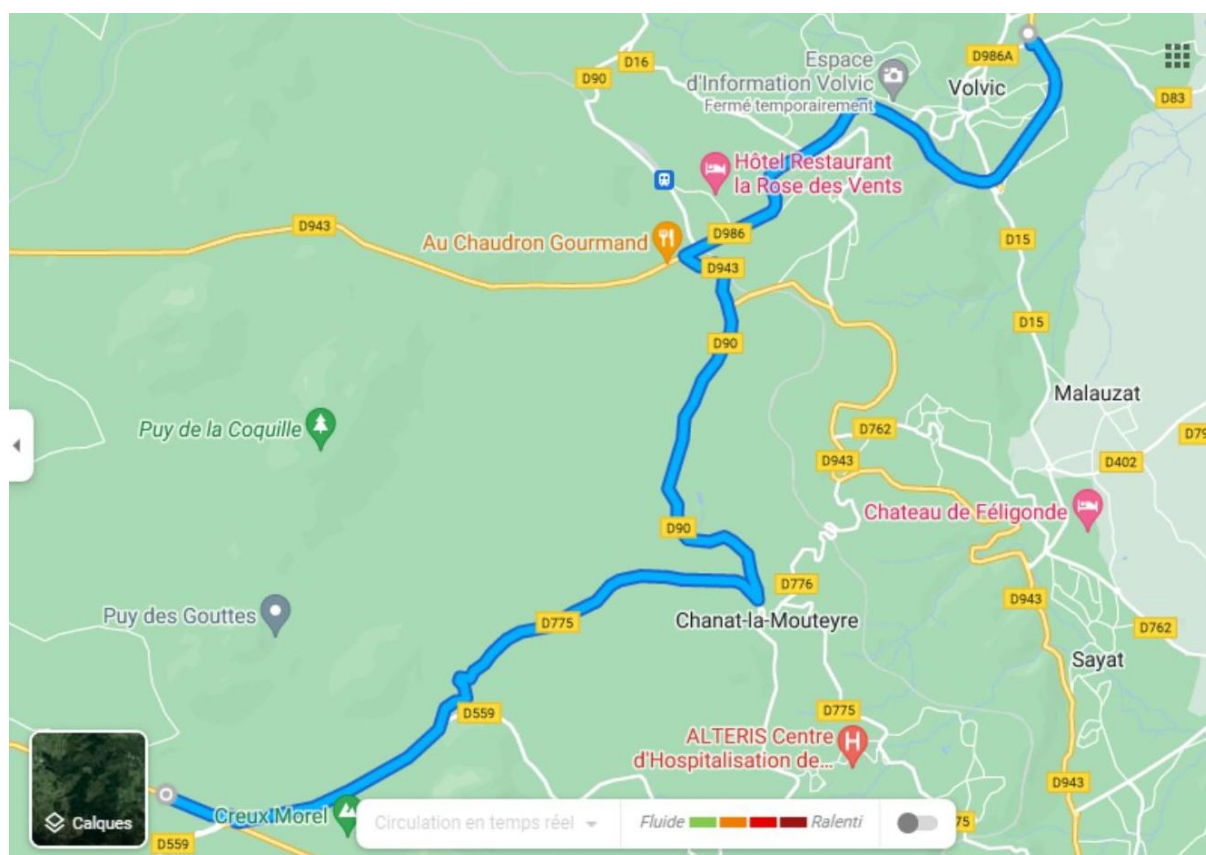 D986A
Espace
d'Information Volvic
Fermé temporairement
Volvic
D16
D90
D83
Hôtel Restaurant
la Rose des Vents
D943
Au Chaudron Gourmand
D986
D943
D15
D90
D15
Malauzat
Puy de la Coquille
D762
D79
D943
D402
Chateau de Féligonde
D90
D776
Puy des Gouttes
D775
Chanat-la-Mouteyre
D943
D762
Sayat
D559
D775
ALTERIS Centre
d'Hospitalisation de...
D943
Creux Morel
Calques
Circulation en temps réel
Fluide
Ralenti
75
D559